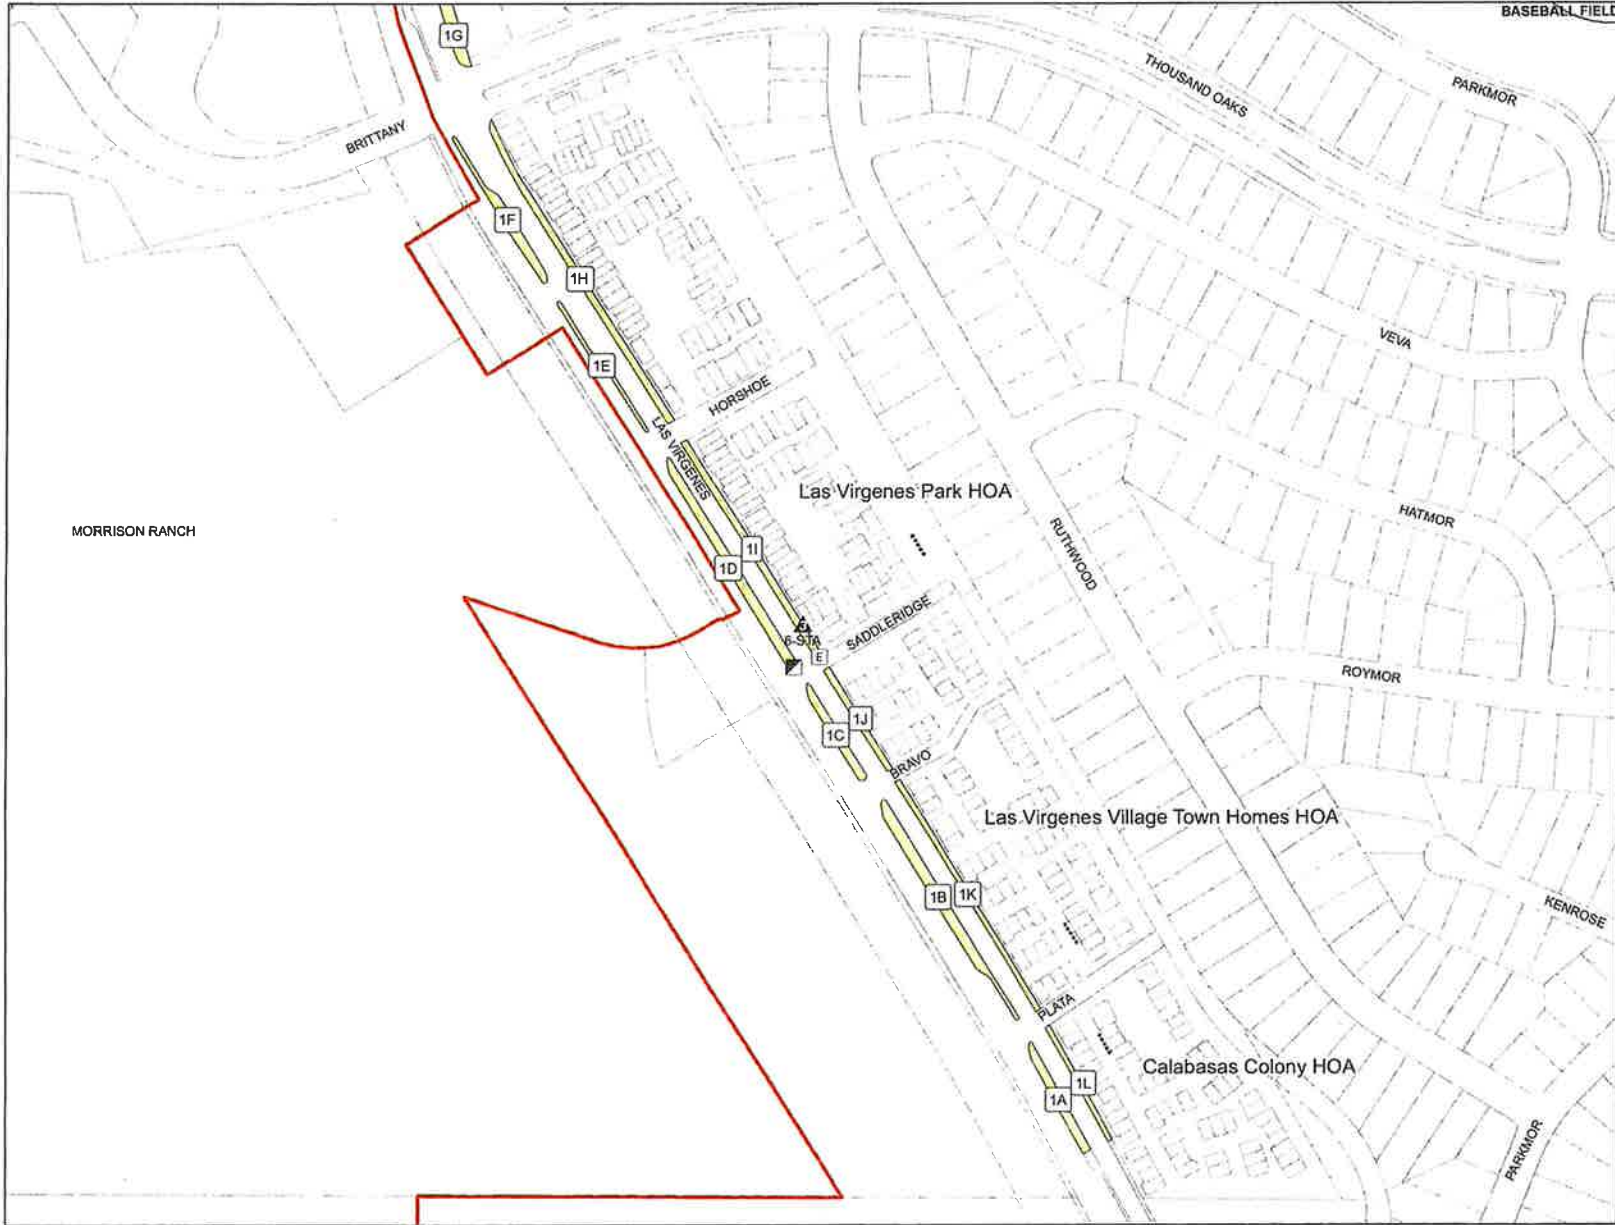 BASEBALL FIELD
1G
THOUSAND OAKS
PARKMOR
BRITTANY
1F
1H
VEVA
1E
HORSHOE
LAS VIRGENES
Las Virgenes Park HOA
MORRISON RANCH
HATMOR
RUTHWOOD
1I
1D
SADDLERIDGE
6-STA
E
ROYMOR
1J
1C
BRAVO
Las Virgenes Village Town Homes HOA
1B
1K
KENROSE
PLATA
Calabasas Colony HOA
1L
1A
PARKMOR